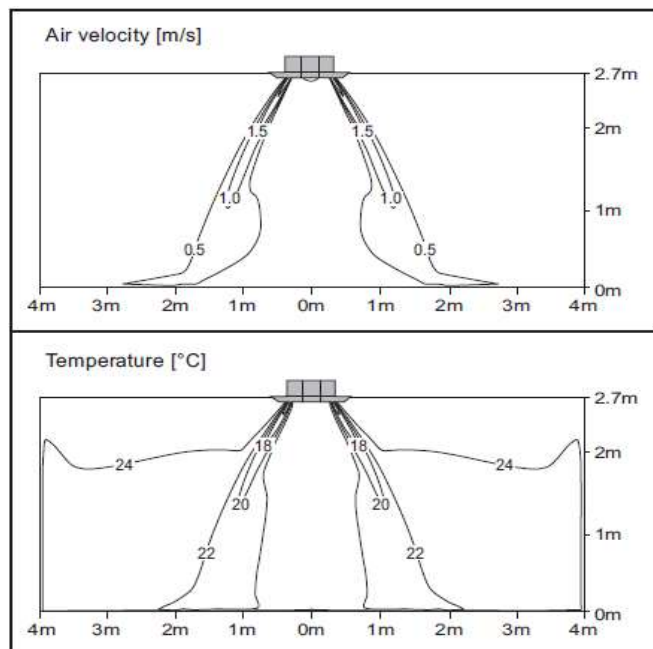 Air velocity [m/s]
2.7m
1.5 1.5 2m
1.0 1.0 1m
0.5 0.5
0m
4m 3m 2m 1m 0m 1m 2m 3m 4m
Temperature [°C]
2.7m
18 18 2m
24 24
20 20
22 22 1m
0m
4m 3m 2m 1m 0m 1m 2m 3m 4m